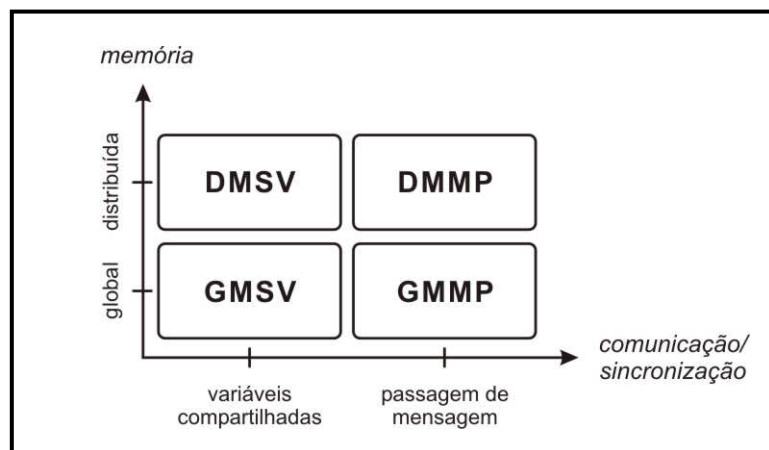 memória
distribuída
DMSV
DMMP
global
GMSV
GMMP
comunicação/
sincronização
variáveis
compartilhadas
passagem de
mensagem